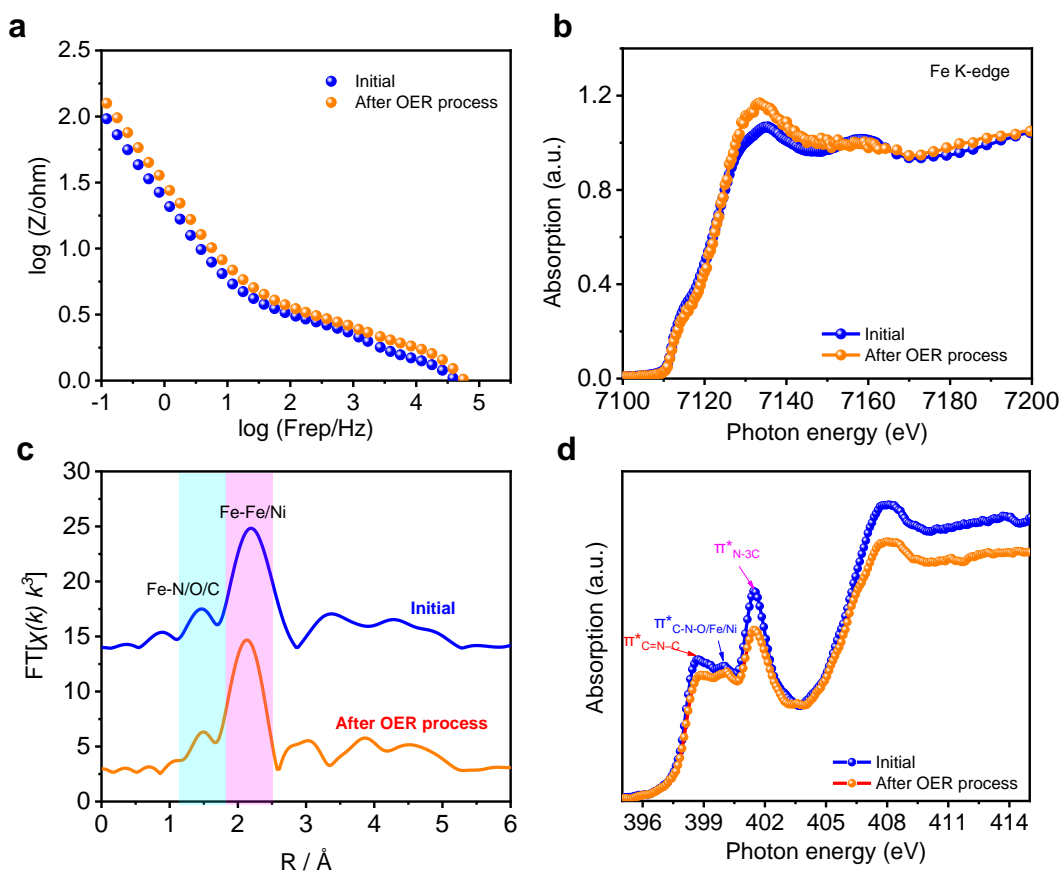 a
2.5
2.0
1.5
1.0
0.5
0.0
-1
0
1
2
3
4
5
log (Z/ohm)
log (Frep/Hz)
Initial
After OER process
b
Fe K-edge
1.2
0.8
0.4
0.0
7100
7120
7140
7160
7180
7200
Absorption (a.u.)
Photon energy (eV)
Initial
After OER process
c
30
25
20
15
10
5
0
0
1
2
3
4
5
6
FT[χ(k) k³]
R / Å
Fe-Fe/Ni
Fe-N/O/C
Initial
After OER process
d
π*N-3C
π*C-N-O/Fe/Ni
π*C=N–C
Absorption (a.u.)
Initial
After OER process
396
399
402
405
408
411
414
Photon energy (eV)